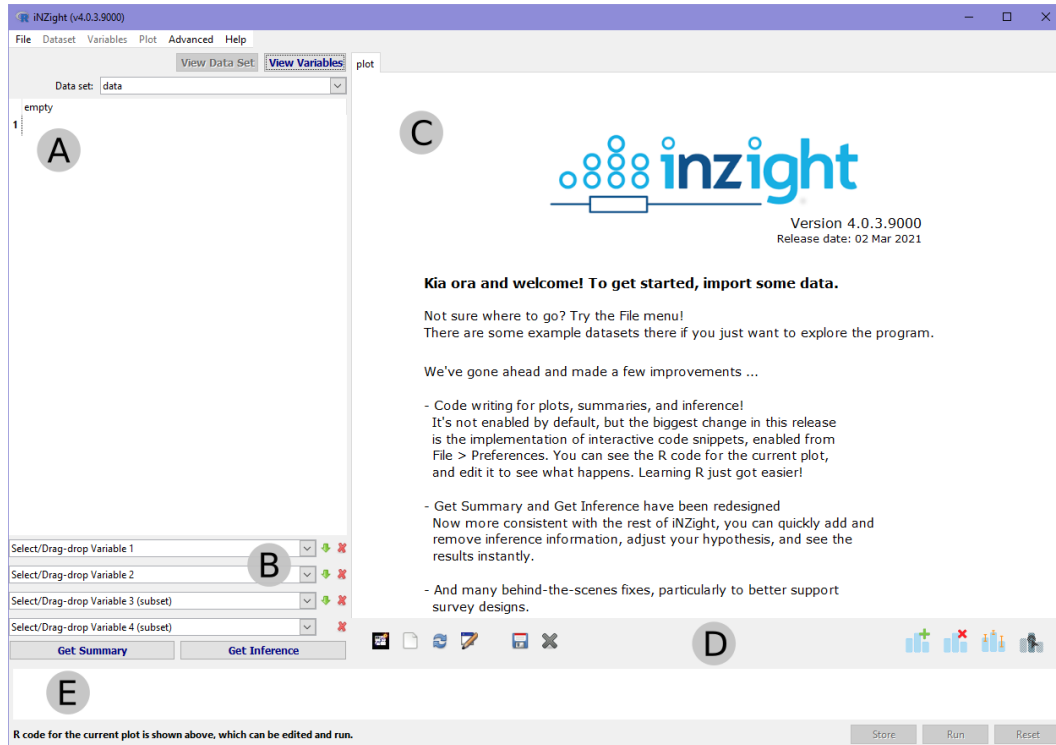 iNZight (v4.0.3.9000)
File Dataset Variables Plot Advanced Help
View Data Set View Variables plot
Data set: data
empty
1
A
C
inzight
Version 4.0.3.9000
Release date: 02 Mar 2021
Kia ora and welcome! To get started, import some data.
Not sure where to go? Try the File menu!
There are some example datasets there if you just want to explore the program.
We've gone ahead and made a few improvements ...
- Code writing for plots, summaries, and inference!
It's not enabled by default, but the biggest change in this release
is the implementation of interactive code snippets, enabled from
File > Preferences. You can see the R code for the current plot,
and edit it to see what happens. Learning R just got easier!
- Get Summary and Get Inference have been redesigned
Now more consistent with the rest of iNZight, you can quickly add and
remove inference information, adjust your hypothesis, and see the
results instantly.
- And many behind-the-scenes fixes, particularly to better support
survey designs.
Select/Drag-drop Variable 1
B
Select/Drag-drop Variable 2
Select/Drag-drop Variable 3 (subset)
Select/Drag-drop Variable 4 (subset)
Get Summary Get Inference
D
E
R code for the current plot is shown above, which can be edited and run.
Store Run Reset